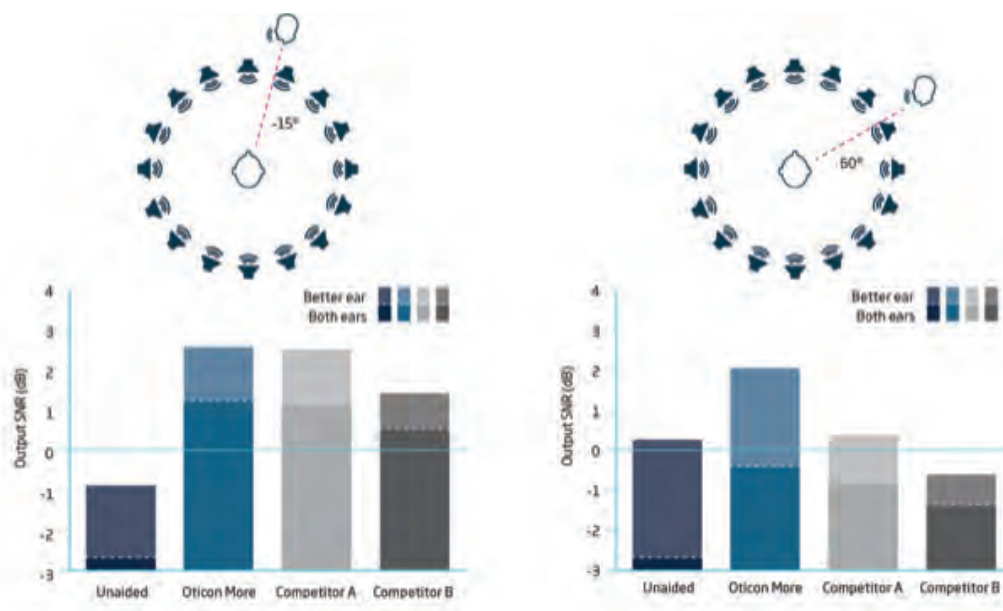 -15°
60°
4
3
2
1
0
-1
-2
-3
Output SNR (dB)
Better ear
Both ears
Unaided
Oticon More
Competitor A
Competitor B
4
3
2
1
0
-1
-2
-3
Output SNR (dB)
Better ear
Both ears
Unaided
Oticon More
Competitor A
Competitor B